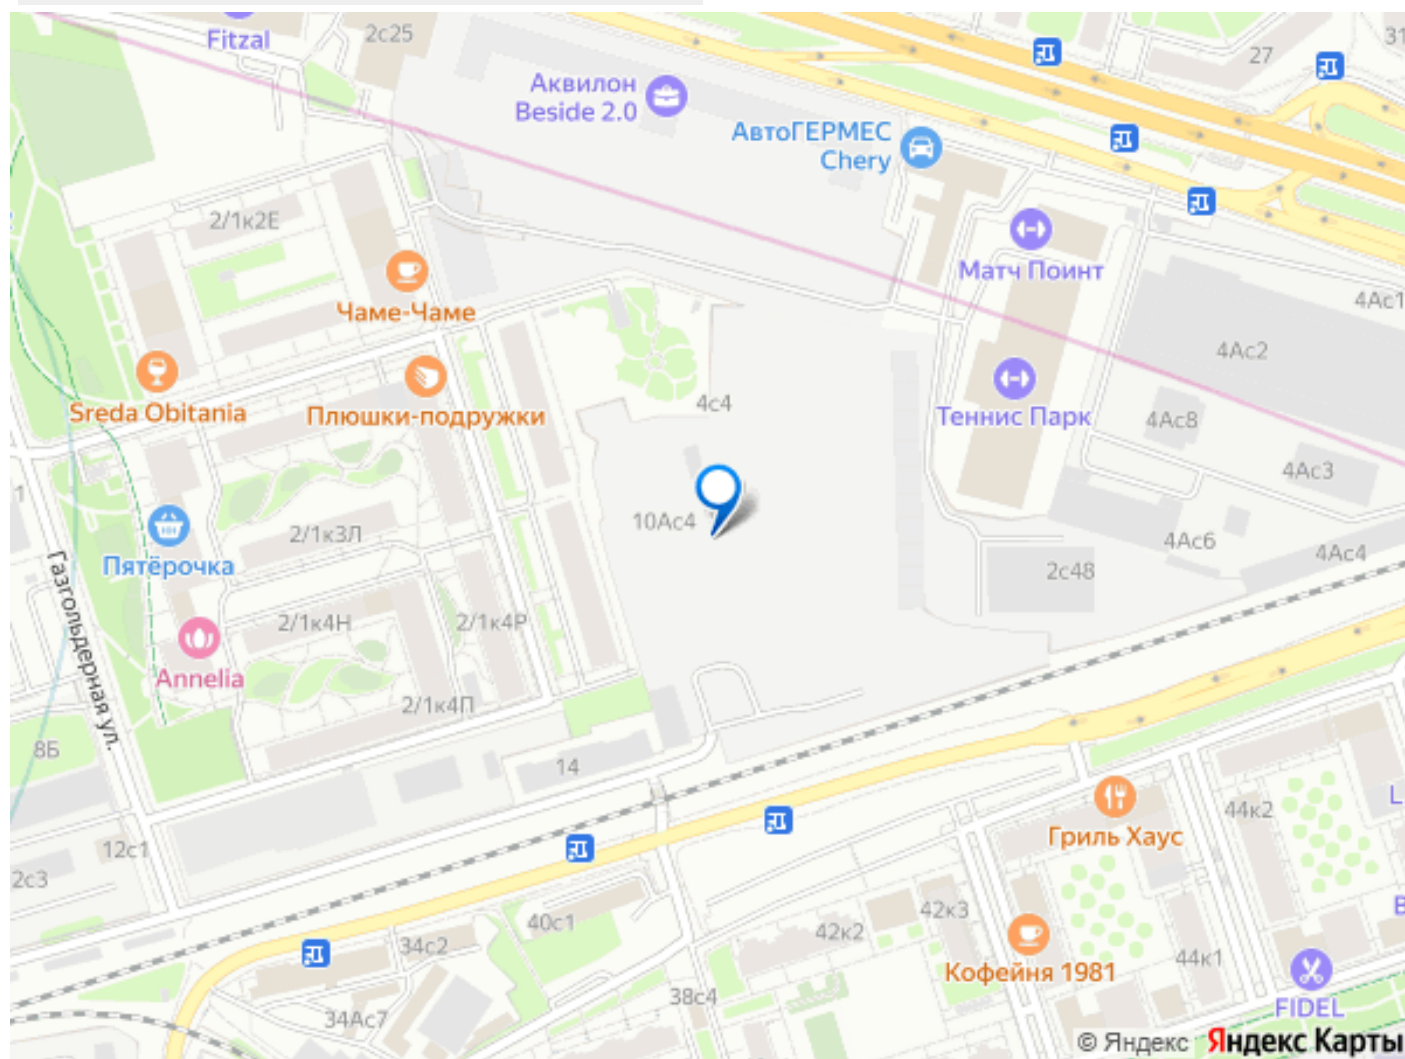 Fitzal
2с25
27
31
Аквилон
Beside 2.0
АвтоГЕРМЕС
Chery
2/1к2Е
Матч Поинт
Чаме-Чаме
4Ас1
4Ас2
Sreda Obitania
Плюшки-подружки
4с4
Теннис Парк
4Ас8
4Ас3
1
10Ас4
2/1к3Л
Пятёрочка
4Ас6
4Ас4
2с48
Газгольдерная ул.
2/1к4Н
2/1к4Р
Annelia
2/1к4П
8Б
14
44к2
L
Гриль Хаус
12с1
2с3
42к3
40с1
42к2
В
34с2
44к1
Кофейня 1981
38с4
FIDEL
34Ас7
© Яндекс Яндекс Карты